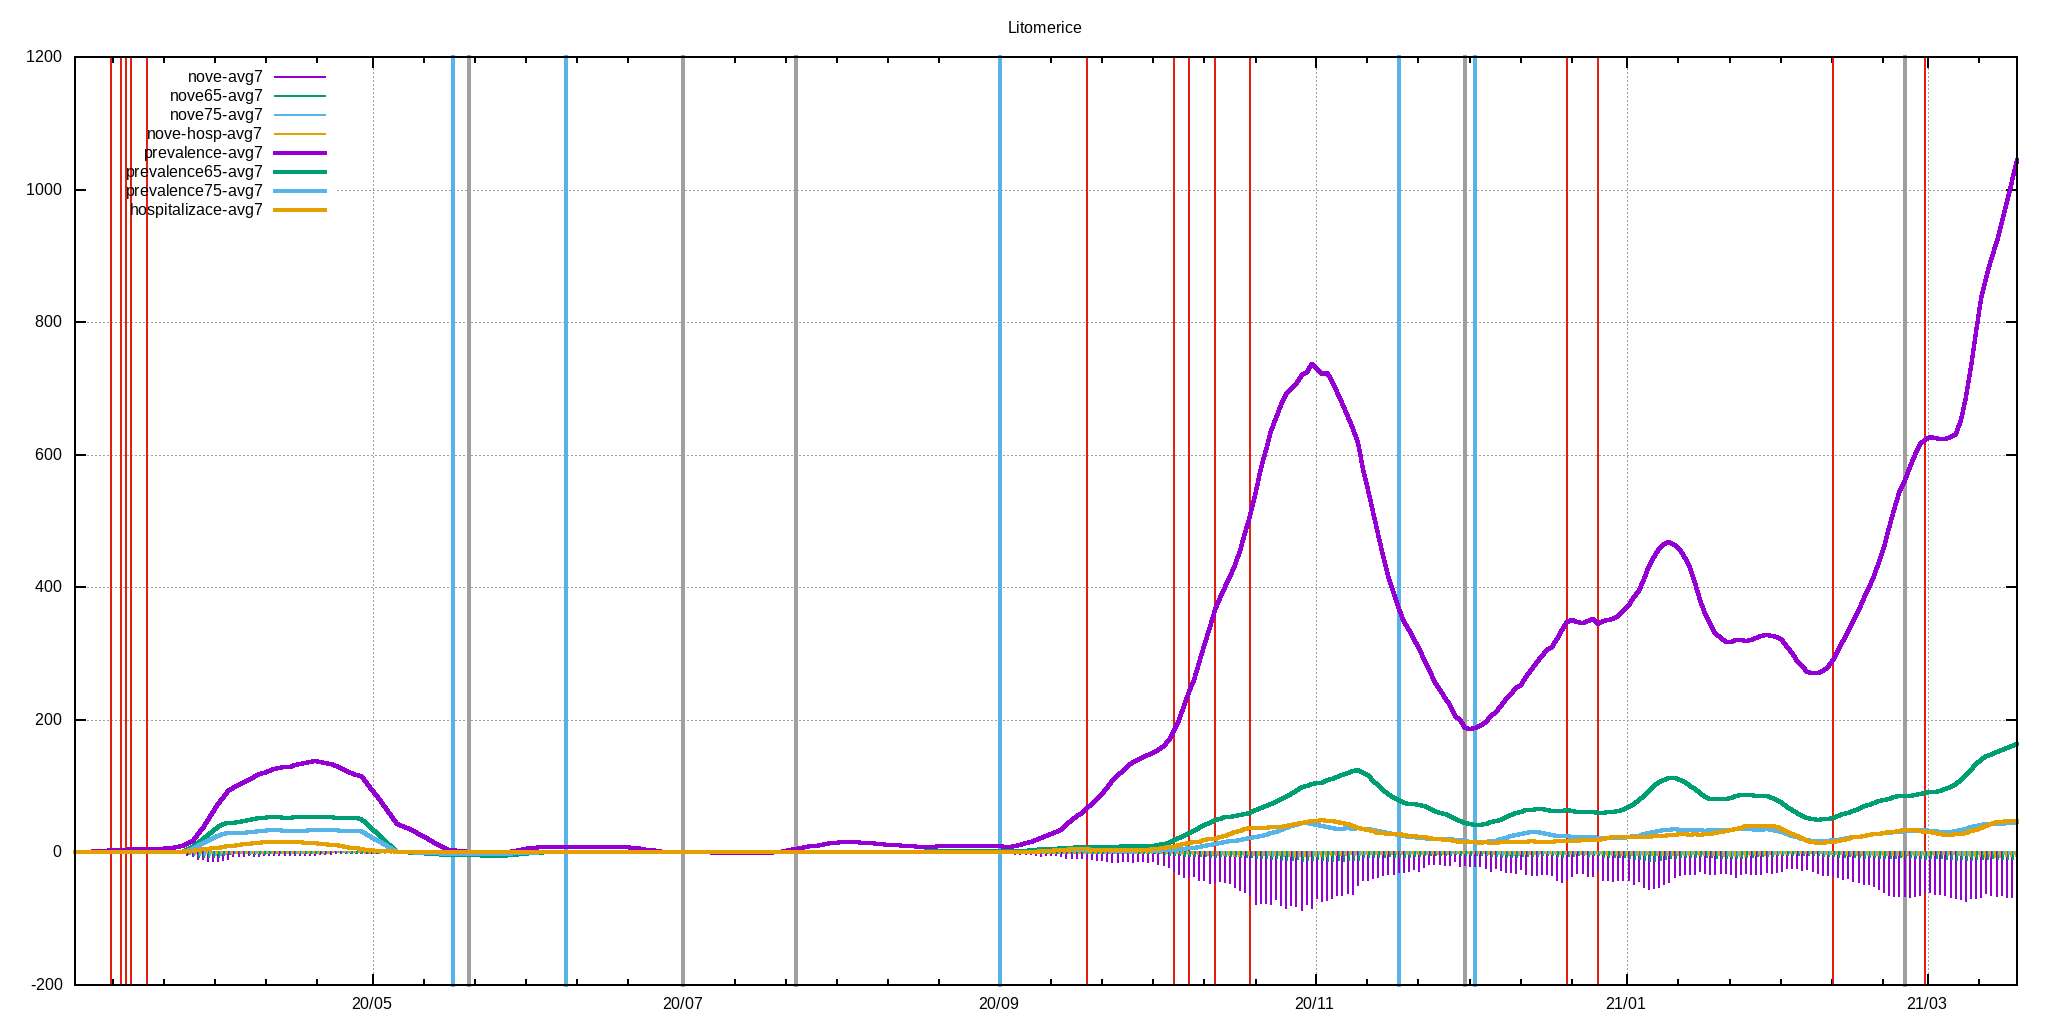 Litomerice
1200
1000
800
600
400
200
0
-200
nove-avg7
nove65-avg7
nove75-avg7
nove-hosp-avg7
prevalence-avg7
prevalence65-avg7
prevalence75-avg7
hospitalizace-avg7
20/05 20/07 20/09 20/11 21/01 21/03